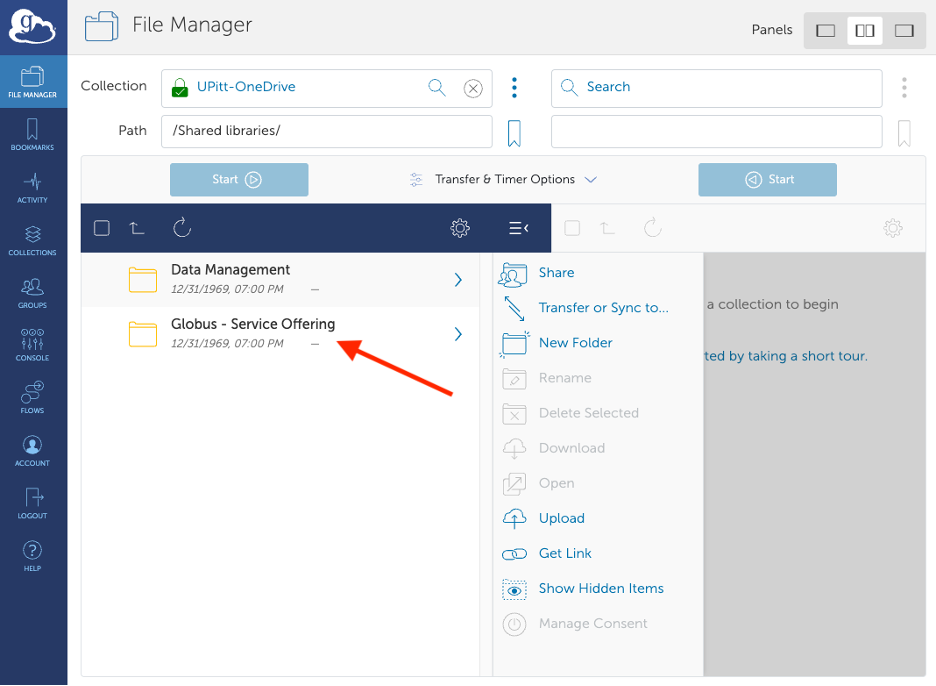 g
File Manager
Panels
FILE MANAGER
BOOKMARKS
ACTIVITY
COLLECTIONS
GROUPS
CONSOLE
FLOWS
ACCOUNT
LOGOUT
?
HELP
Collection
UPitt-OneDrive
Search
Path
/Shared libraries/
Start
Transfer & Timer Options
Start
Data Management
12/31/1969, 07:00 PM —
Globus - Service Offering
12/31/1969, 07:00 PM —
Share
Transfer or Sync to...
New Folder
Rename
Delete Selected
Download
Open
Upload
Get Link
Show Hidden Items
Manage Consent
a collection to begin
ted by taking a short tour.